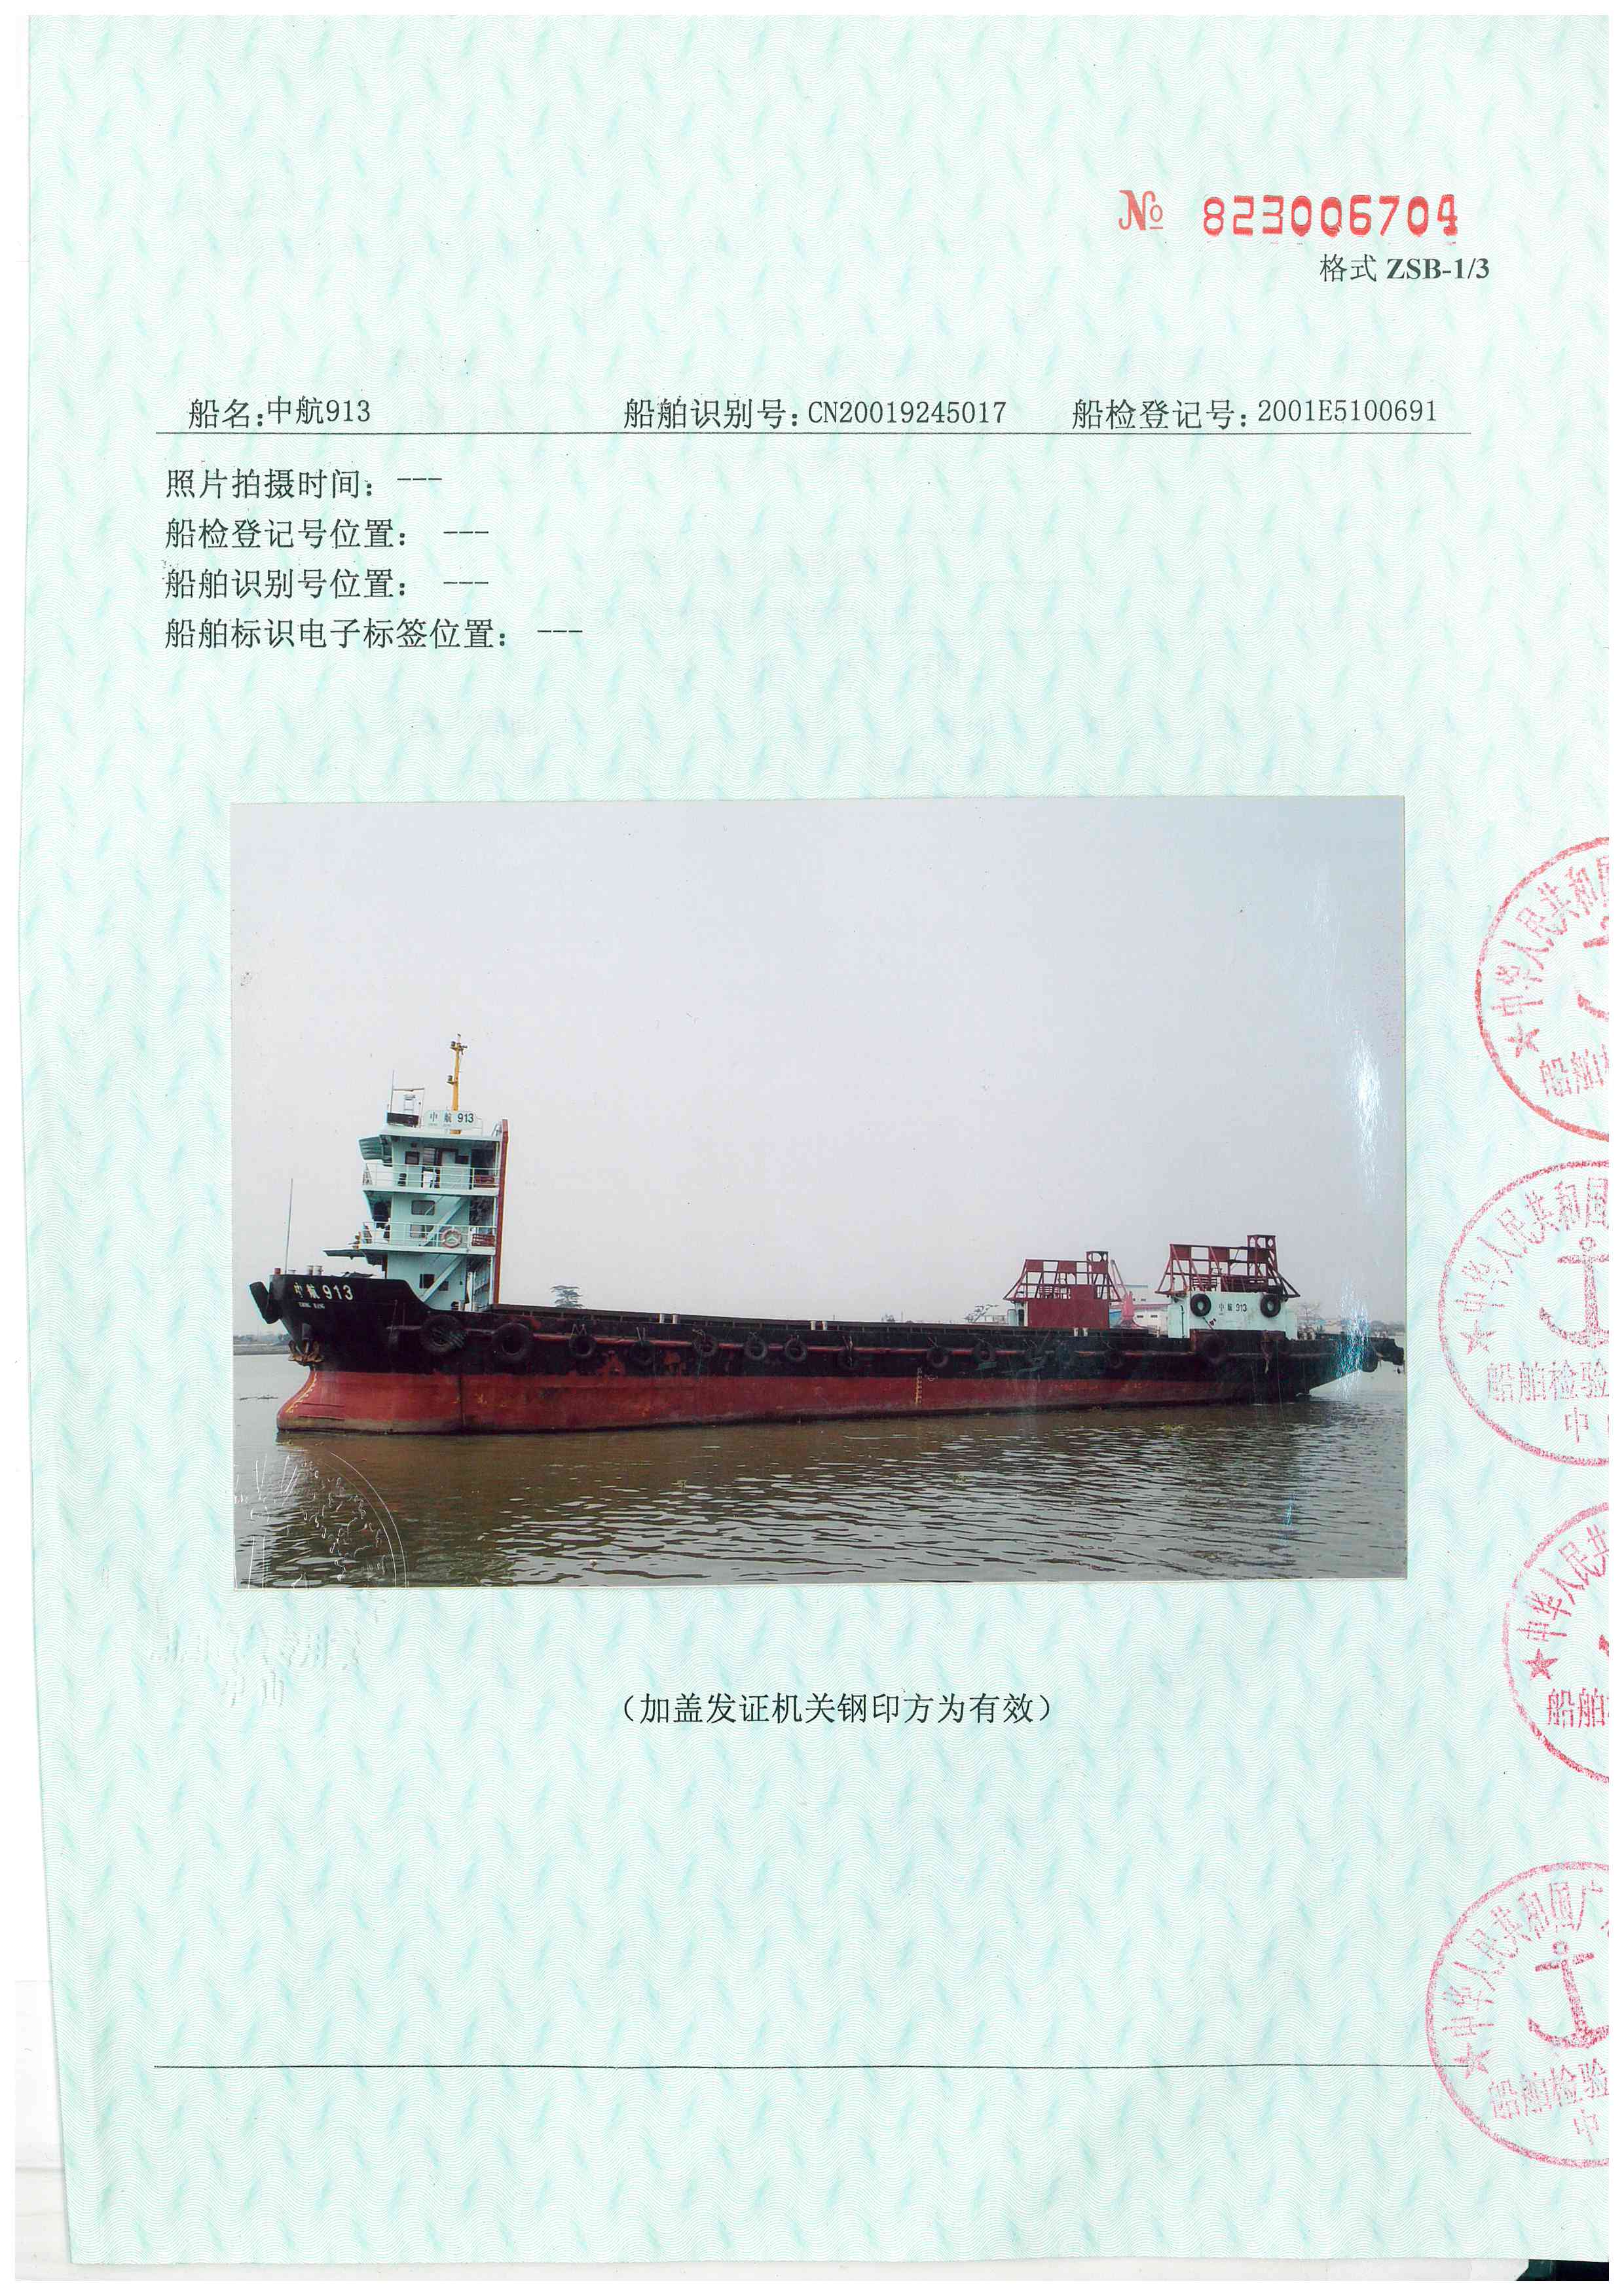 № 823006704
格式 ZSB-1/3
船名:中航913 船舶识别号:CN20019245017 船检登记号:2001E5100691
照片拍摄时间: ---
船检登记号位置: ---
船舶识别号位置: ---
船舶标识电子标签位置: ---
中航 913
中航 913
中航 913
(加盖发证机关钢印方为有效)
中华人民共和国
船舶
中华人民共和国
船舶检验
中
中华人民共
船舶
中华人民共和国广
船舶检验
中